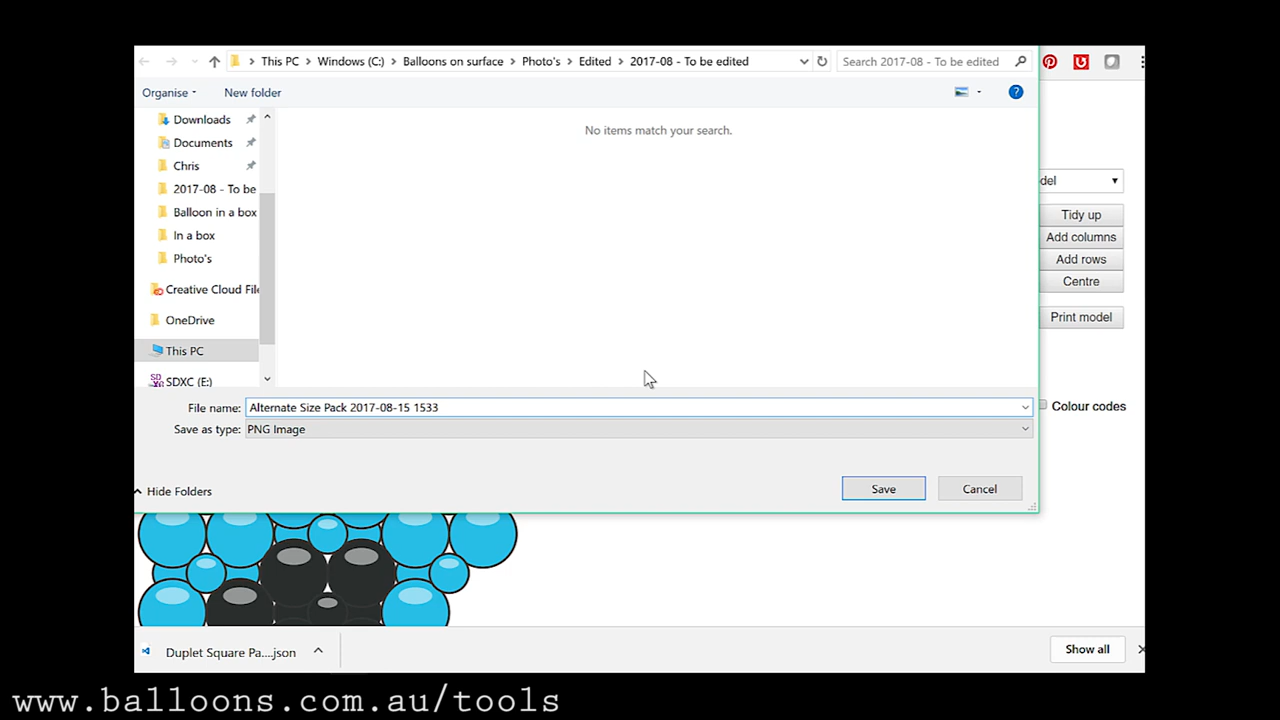 This PC > Windows (C:) > Balloons on surface > Photo's > Edited > 2017-08 - To be edited
Search 2017-08 - To be edited
Organise
New folder
Downloads
No items match your search.
Documents
Chris
2017-08 - To be
Balloon in a box
In a box
Photo's
Creative Cloud File
OneDrive
This PC
SDXC (E:)
del
Tidy up
Add columns
Add rows
Centre
Print model
Colour codes
File name: Alternate Size Pack 2017-08-15 1533
Save as type: PNG Image
Hide Folders
Save
Cancel
Duplet Square Pa....json
Show all
www.balloons.com.au/tools